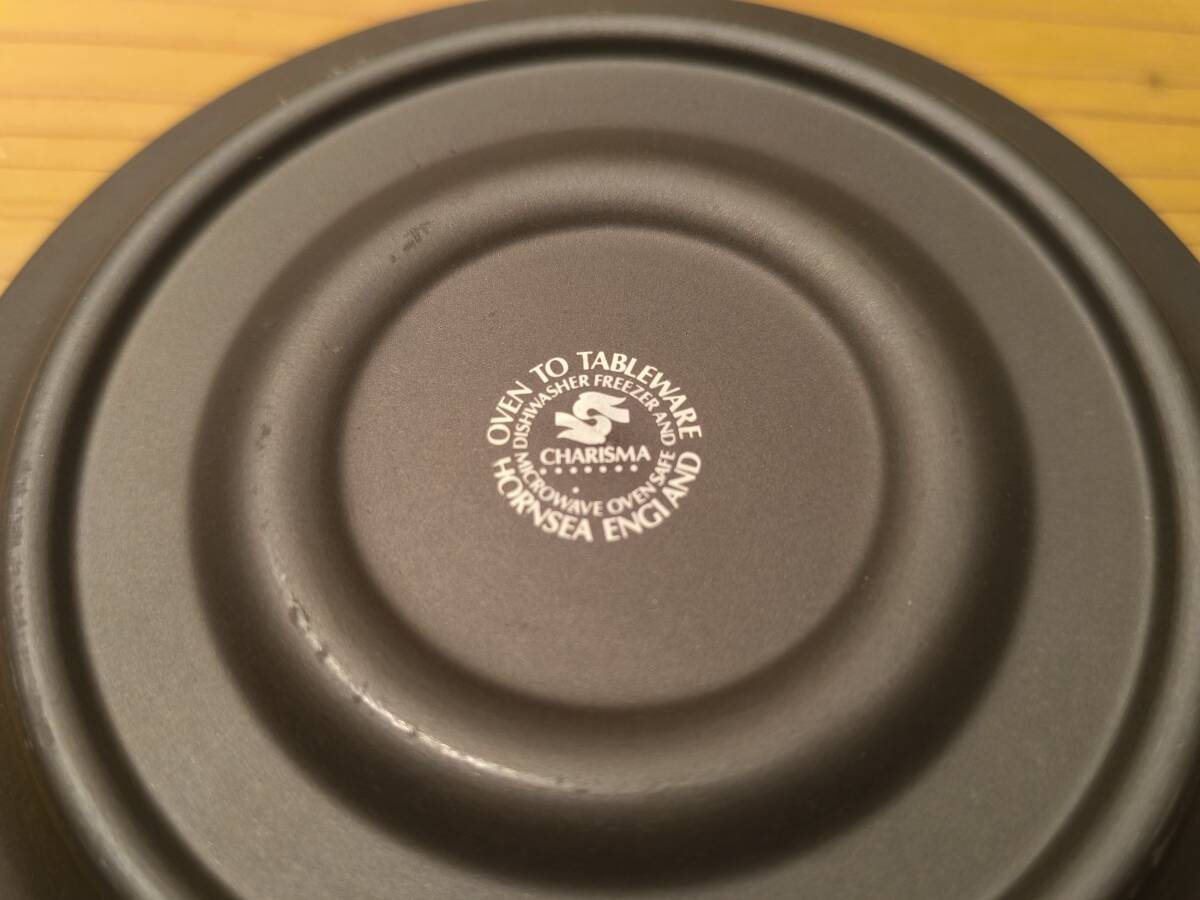 OVEN TO TABLEWARE
DISHWASHER FREEZER AND
CHARISMA
MICROWAVE OVEN SAFE
HORNSEA ENGLAND